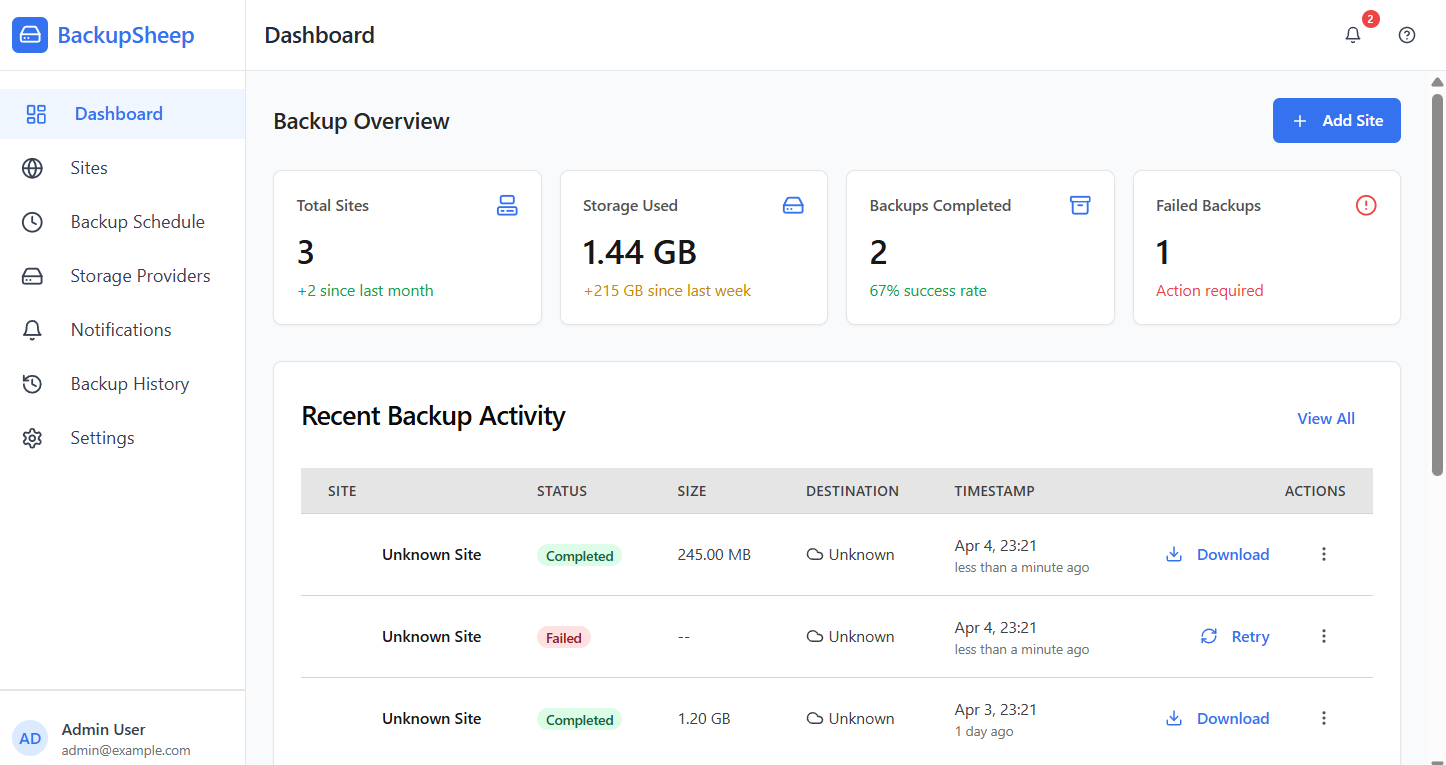 BackupSheep
Dashboard
2
Dashboard
Sites
Backup Schedule
Storage Providers
Notifications
Backup History
Settings
AD
Admin User
admin@example.com
Backup Overview
Add Site
Total Sites
3
+2 since last month
Storage Used
1.44 GB
+215 GB since last week
Backups Completed
2
67% success rate
Failed Backups
1
Action required
Recent Backup Activity
View All
SITE STATUS SIZE DESTINATION TIMESTAMP ACTIONS
Unknown Site Completed 245.00 MB Unknown Apr 4, 23:21 Download
less than a minute ago
Unknown Site Failed -- Unknown Apr 4, 23:21 Retry
less than a minute ago
Unknown Site Completed 1.20 GB Unknown Apr 3, 23:21 Download
1 day ago